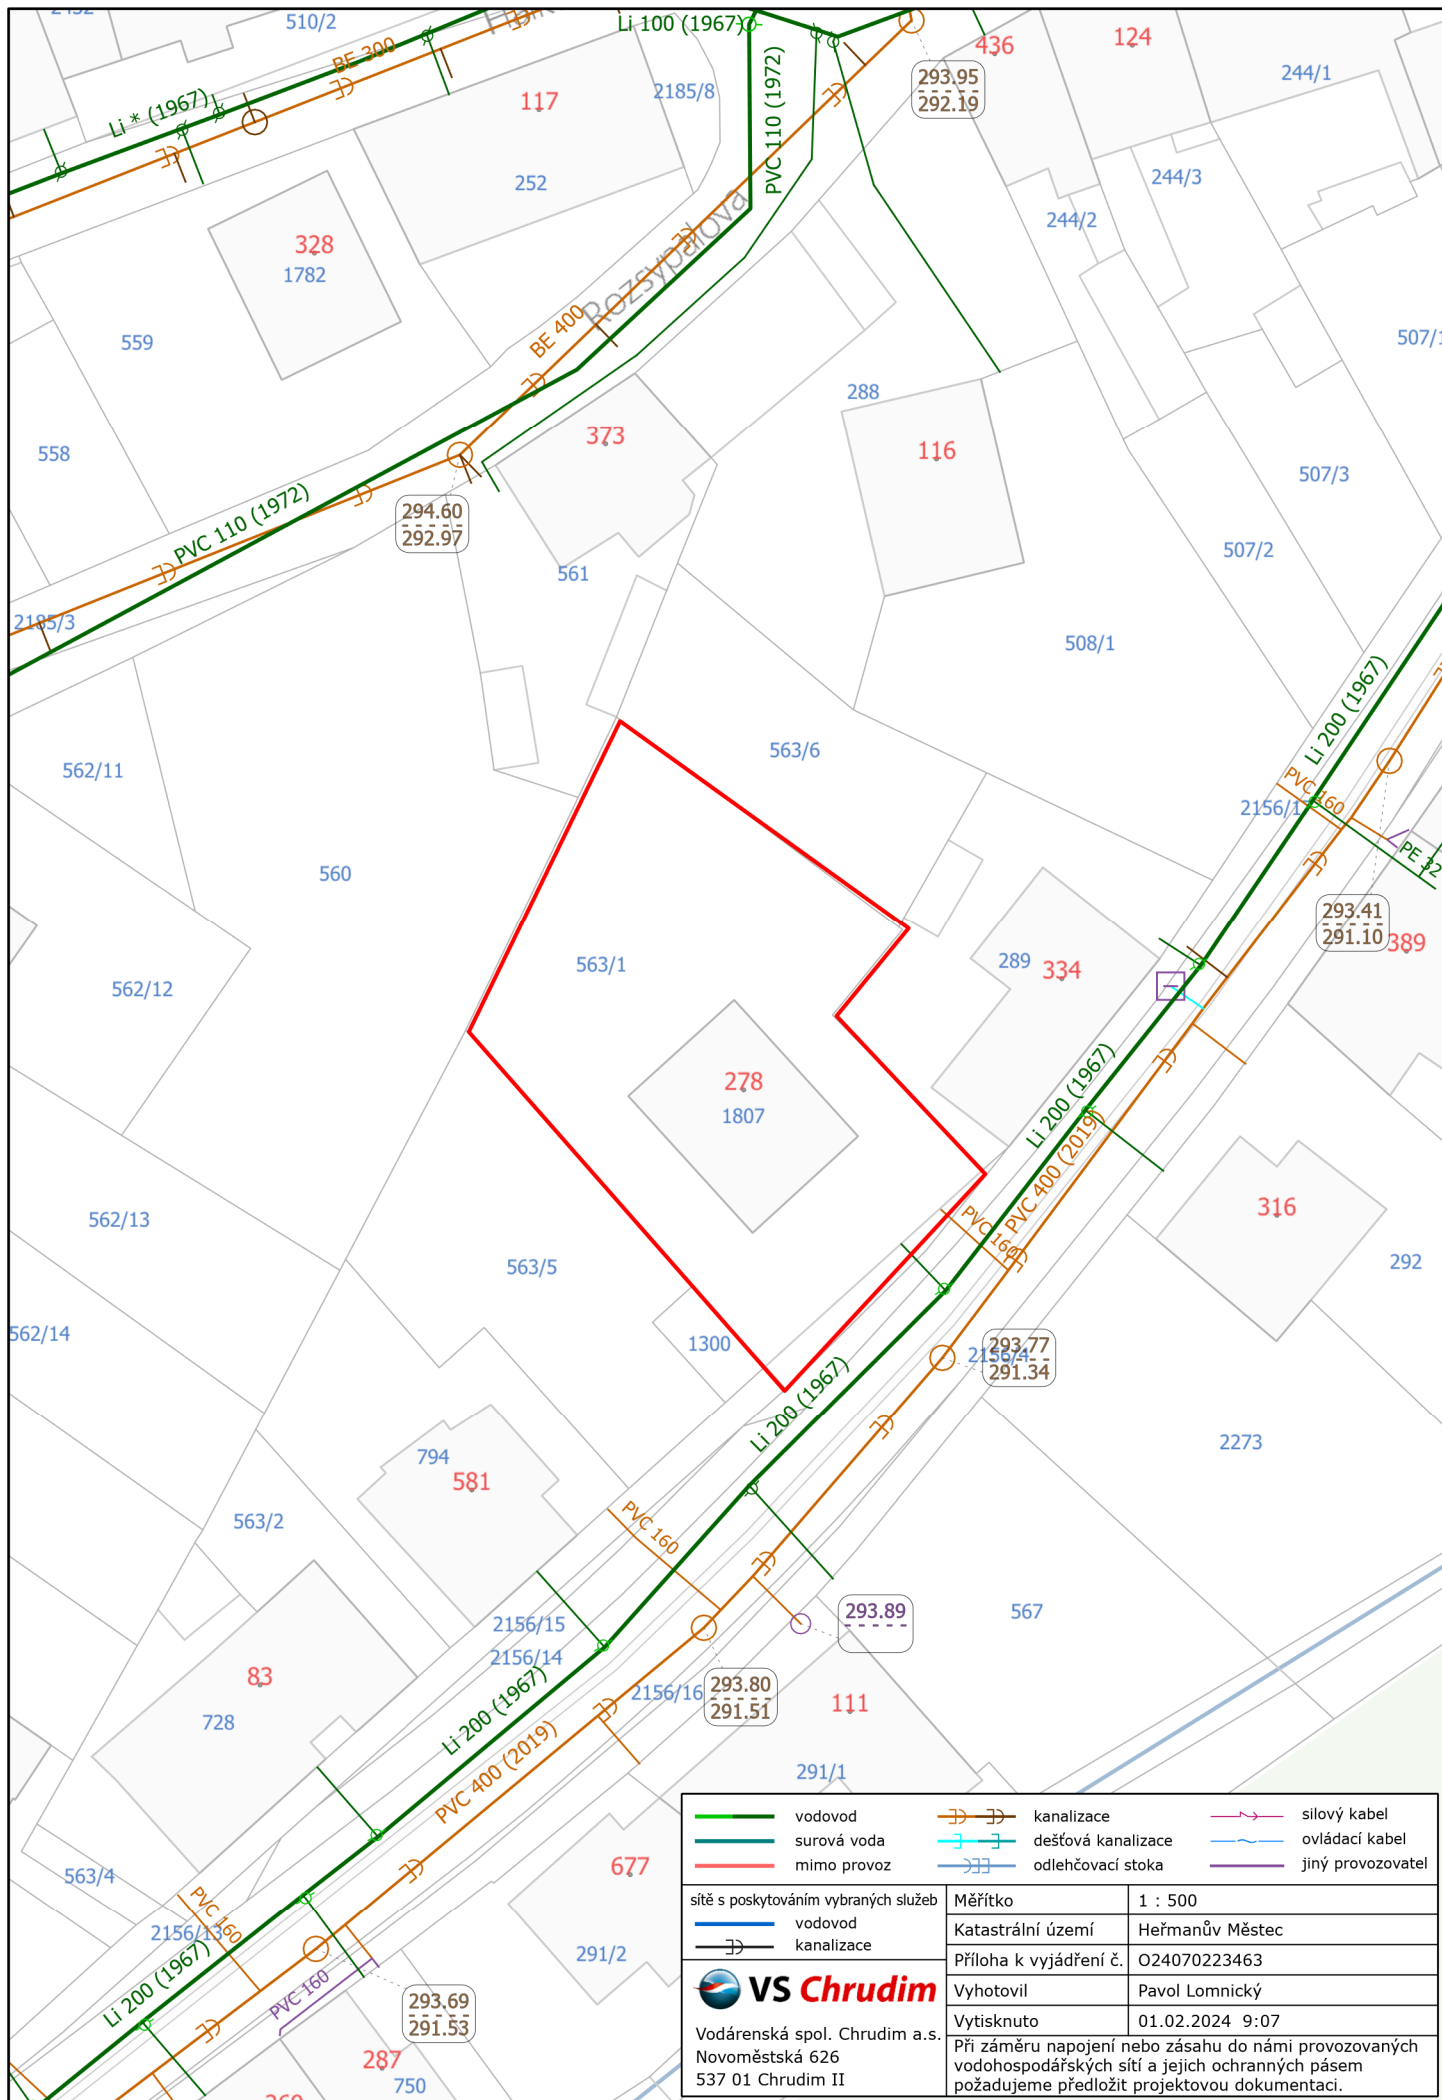 510/2
Li 100 (1967)
436
124
BE 300
293.95
292.19
244/1
2185/8
117
PVC 110 (1972)
Li * (1967)
252
244/3
244/2
Rozsypalova
328
1782
559
BE 400
288
373
116
558
507/3
294.60
292.97
PVC 110 (1972)
507/2
561
2185/3
508/1
Li 200 (1967)
563/6
562/11
PVC 160
PE 32
560
293.41
291.10
389
563/1
289
334
562/12
278
1807
Li 200 (1967)
PVC 400 (2019)
562/13
316
PVC 160
563/5
292
562/14
1300
293.77
291.34
2156/4
Li 200 (1967)
2273
794
581
563/2
PVC 160
2156/15
293.89
567
2156/14
83
728
Li 200 (1967)
2156/16
293.80
291.51
111
PVC 400 (2019)
291/1
677
563/4
PVC 160
2156/13
291/2
Li 200 (1967)
PVC 160
293.69
291.53
287
750
vodovod
surová voda
mimo provoz
kanalizace
dešťová kanalizace
odlehčovací stoka
silový kabel
ovládací kabel
jiný provozovatel
sítě s poskytováním vybraných služeb
vodovod
kanalizace
VS Chrudim
Vodárenská spol. Chrudim a.s.
Novoměstská 626
537 01 Chrudim II
Měřítko 1 : 500
Katastrální území Heřmanův Městec
Příloha k vyjádření č. O24070223463
Vyhotovil Pavol Lomnický
Vytisknuto 01.02.2024 9:07
Při záměru napojení nebo zásahu do námi provozovaných
vodohospodářských sítí a jejich ochranných pásem
požadujeme předložit projektovou dokumentaci.